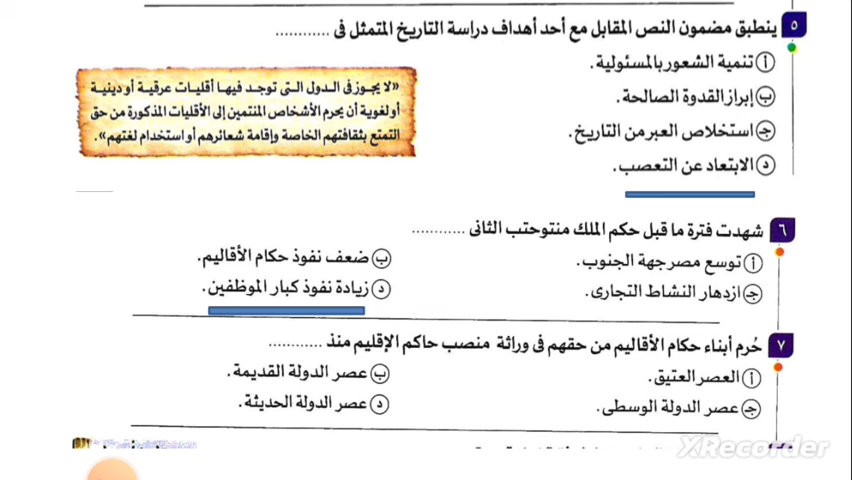 ٥ ينطبق مضمون النص المقابل مع أحد أهداف دراسة التاريخ المتمثل فى ............
أ تنمية الشعور بالمسئولية.
ب إبراز القدوة الصالحة.
ج استخلاص العبر من التاريخ.
د الابتعاد عن التعصب.
«لا يجوز فى الدول التى توجد فيها أقليات عرقية أو دينية
أو لغوية أن يحرم الأشخاص المنتمين إلى الأقليات المذكورة من حق
التمتع بثقافتهم الخاصة وإقامة شعائرهم أو استخدام لغتهم».
٦ شهدت فترة ما قبل حكم الملك منتوحتب الثانى ............
أ توسع مصر جهة الجنوب.
ب ضعف نفوذ حكام الأقاليم.
ج ازدهار النشاط التجارى.
د زيادة نفوذ كبار الموظفين.
٧ حُرم أبناء حكام الأقاليم من حقهم فى وراثة منصب حاكم الإقليم منذ ............
أ العصر العتيق.
ب عصر الدولة القديمة.
ج عصر الدولة الوسطى.
د عصر الدولة الحديثة.
XRecorder